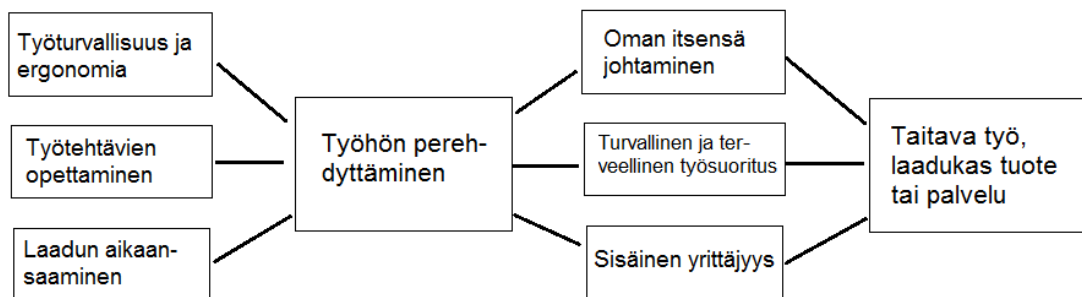 Työturvallisuus ja
ergonomia
Työtehtävien
opettaminen
Laadun aikaan-
saaminen
Työhön pereh-
dyttäminen
Oman itsensä
johtaminen
Turvallinen ja ter-
veellinen työsuoritus
Sisäinen yrittäjyys
Taitava työ,
laadukas tuote
tai palvelu